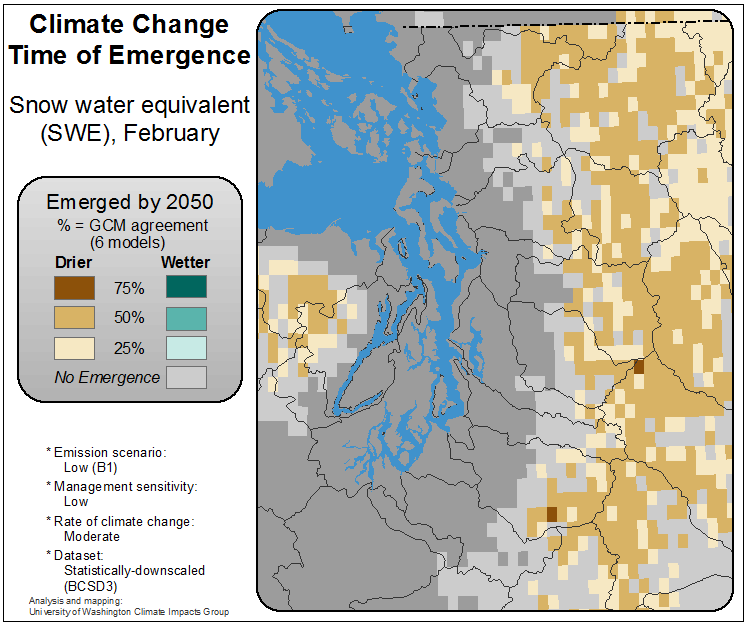 Climate Change
Time of Emergence
Snow water equivalent
(SWE), February
Emerged by 2050
% = GCM agreement
(6 models)
Drier Wetter
75%
50%
25%
No Emergence
* Emission scenario:
Low (B1)
* Management sensitivity:
Low
* Rate of climate change:
Moderate
* Dataset:
Statistically-downscaled
(BCSD3)
Analysis and mapping:
University of Washington Climate Impacts Group